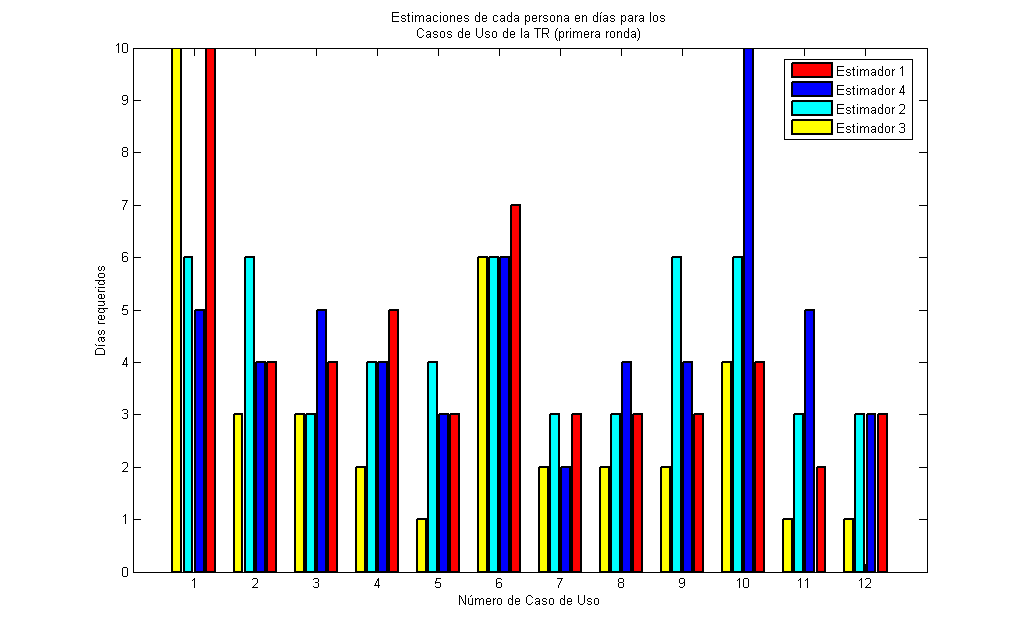 Estimaciones de cada persona en días para los
Casos de Uso de la TR (primera ronda)
Estimador 1
Estimador 4
Estimador 2
Estimador 3
Días requeridos
10
9
8
7
6
5
4
3
2
1
0
1 2 3 4 5 6 7 8 9 10 11 12
Número de Caso de Uso